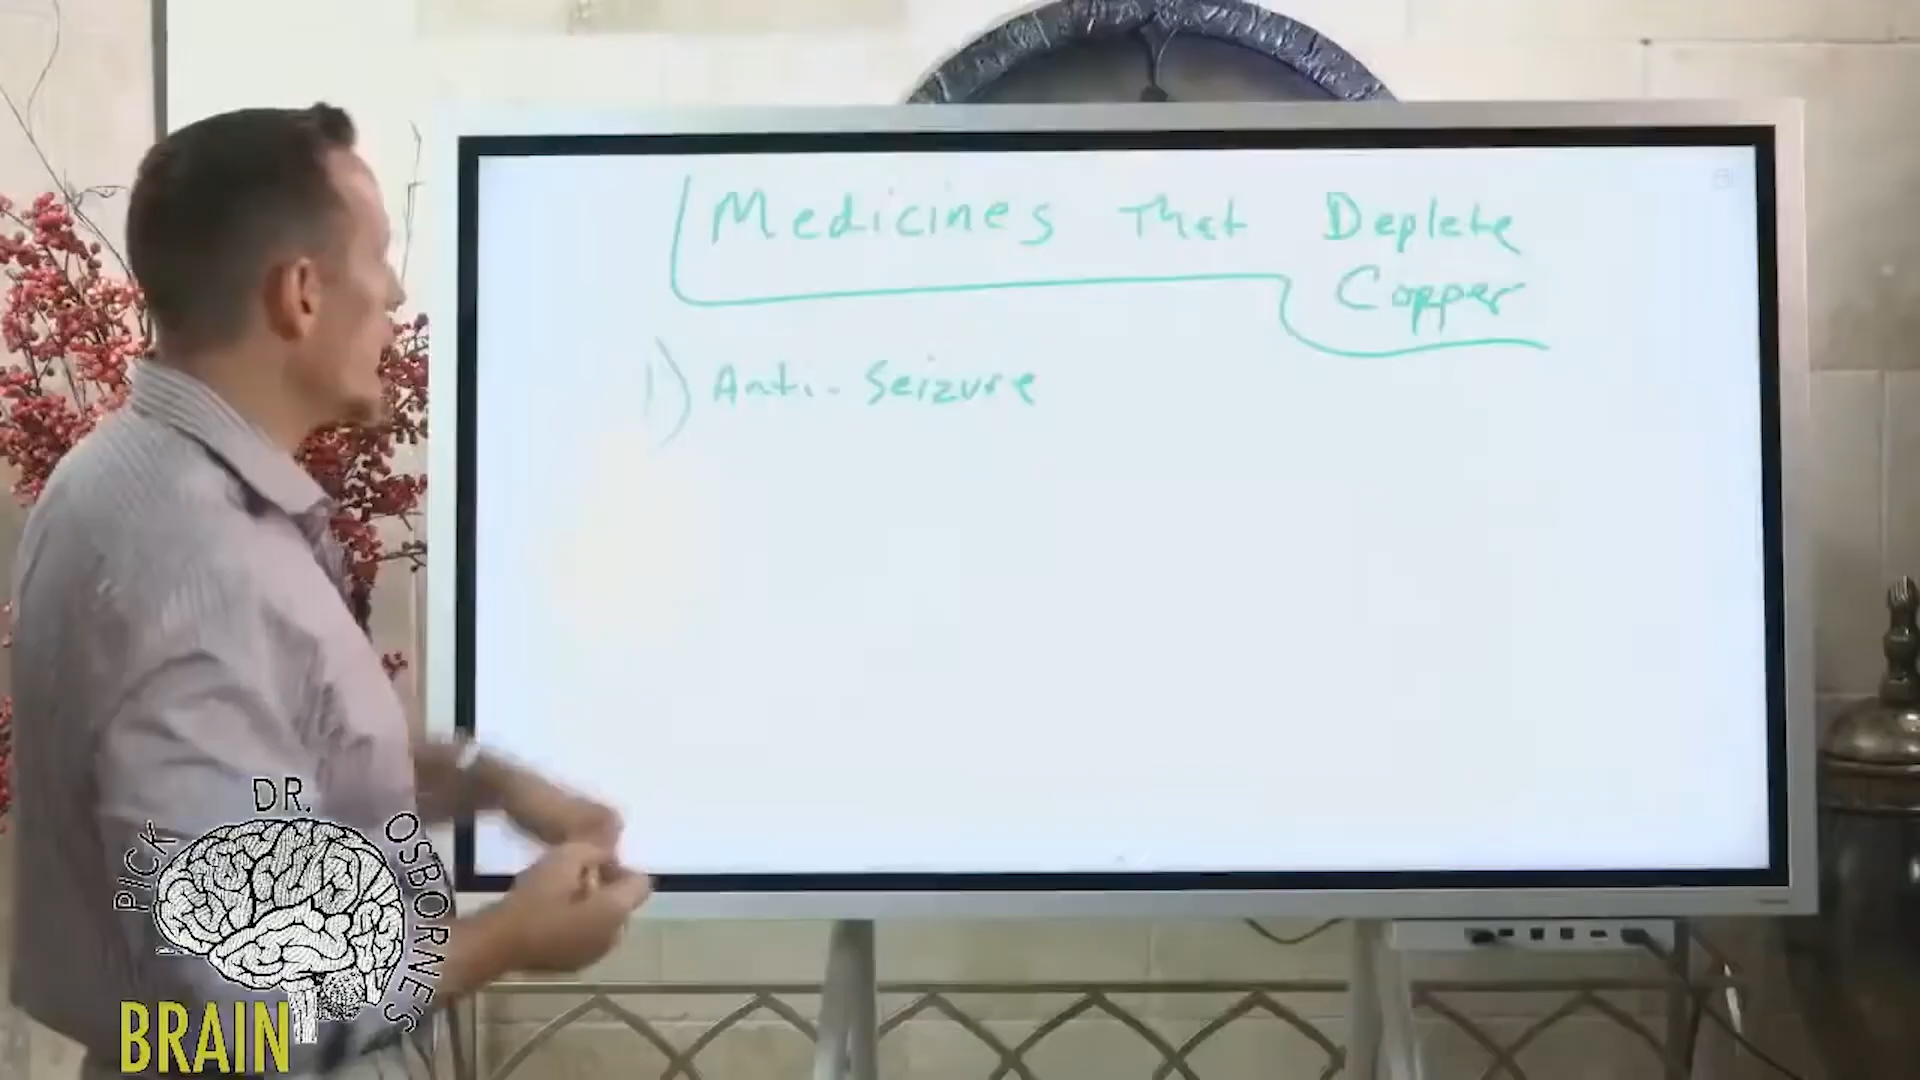 Medicines That Deplete
Copper
1) Anti-Seizure
PICK
DR.
OSBORNE'S
BRAIN